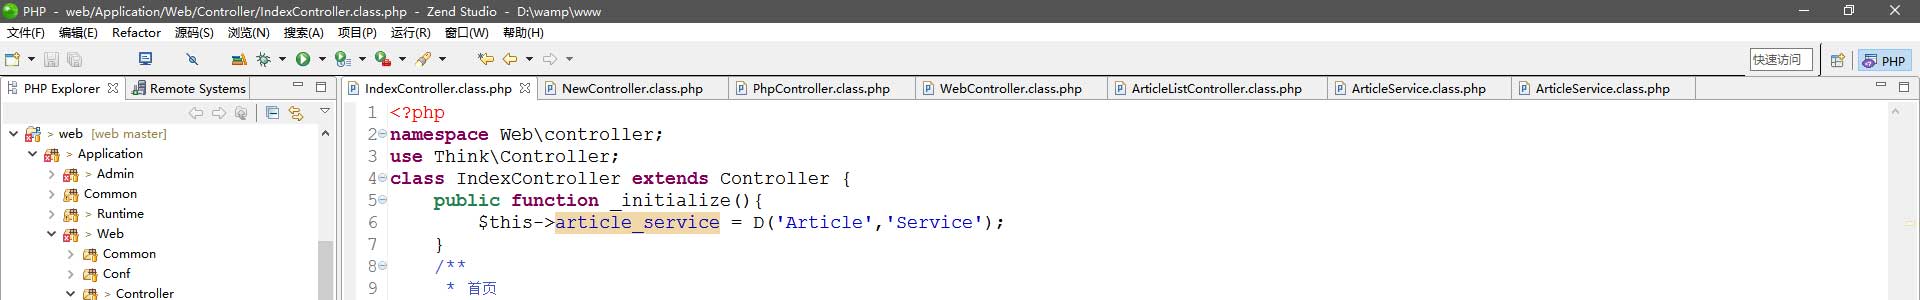 PHP - web/Application/Web/Controller/IndexController.class.php - Zend Studio - D:\wamp\www
文件(F) 编辑(E) Refactor 源码(S) 浏览(N) 搜索(A) 项目(P) 运行(R) 窗口(W) 帮助(H)
快速访问 PHP
PHP Explorer Remote Systems
IndexController.class.php NewController.class.php PhpController.class.php WebController.class.php ArticleListController.class.php ArticleService.class.php ArticleService.class.php
> web [web master]
> Application
> Admin
Common
> Runtime
> Web
Common
Conf
> Controller
1 <?php
2 namespace Web\controller;
3 use Think\Controller;
4 class IndexController extends Controller {
5 public function _initialize(){
6 $this->article_service = D('Article','Service');
7 }
8 /**
9 * 首页